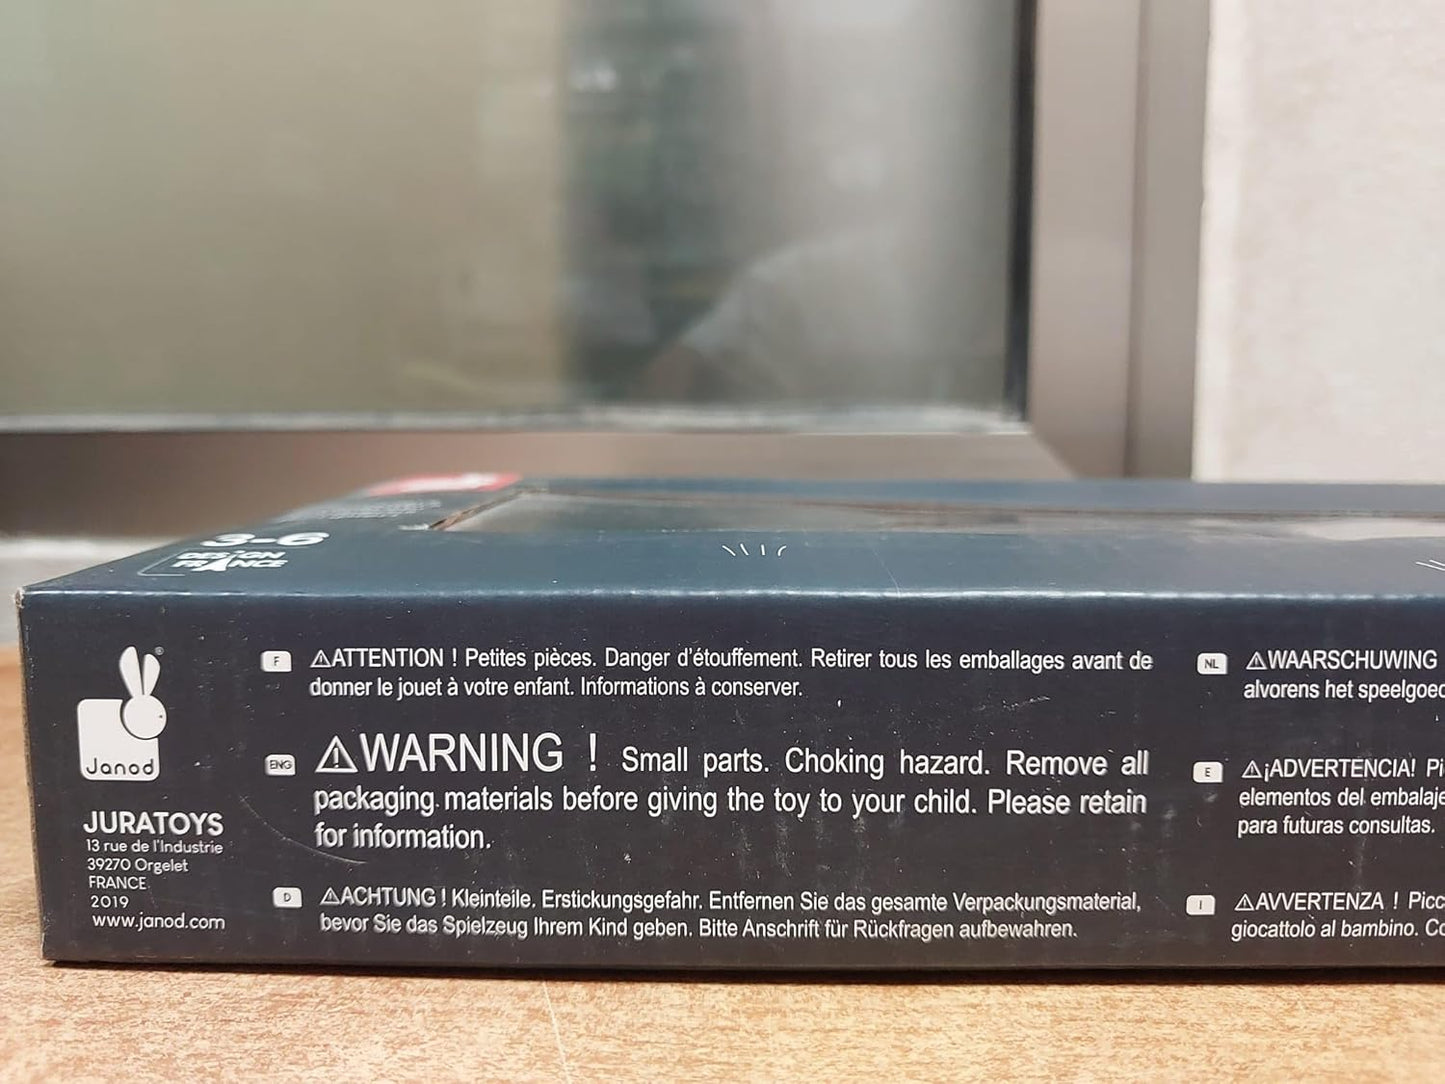 3-6
DESIGN
FRANCE
Janod
®
JURATOYS
13 rue de l'Industrie
39270 Orgelet
FRANCE
2019
www.janod.com
F
⚠ATTENTION ! Petites pièces. Danger d'étouffement. Retirer tous les emballages avant de
donner le jouet à votre enfant. Informations à conserver.
ENG
⚠WARNING ! Small parts. Choking hazard. Remove all
packaging materials before giving the toy to your child. Please retain
for information.
D
⚠ACHTUNG ! Kleinteile. Erstickungsgefahr. Entfernen Sie das gesamte Verpackungsmaterial,
bevor Sie das Spielzeug Ihrem Kind geben. Bitte Anschrift für Rückfragen aufbewahren.
NL
⚠WAARSCHUWING
alvorens het speelgoed
E
⚠¡ADVERTENCIA! Pi
elementos del embalaje
para futuras consultas.
I
⚠AVVERTENZA ! Picc
giocattolo al bambino. Co